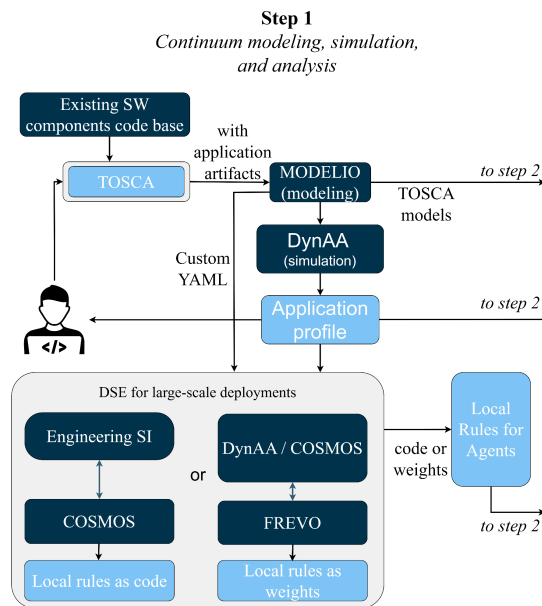 Step 1
Continuum modeling, simulation,
and analysis
Existing SW
components code base
with
application
artifacts
TOSCA
MODELIO
(modeling)
to step 2
TOSCA
models
DynAA
(simulation)
Custom
YAML
Application
profile
to step 2
</>
DSE for large-scale deployments
Engineering SI
DynAA / COSMOS
or
COSMOS
FREVO
Local rules as code
Local rules as
weights
code or
weights
Local
Rules for
Agents
to step 2